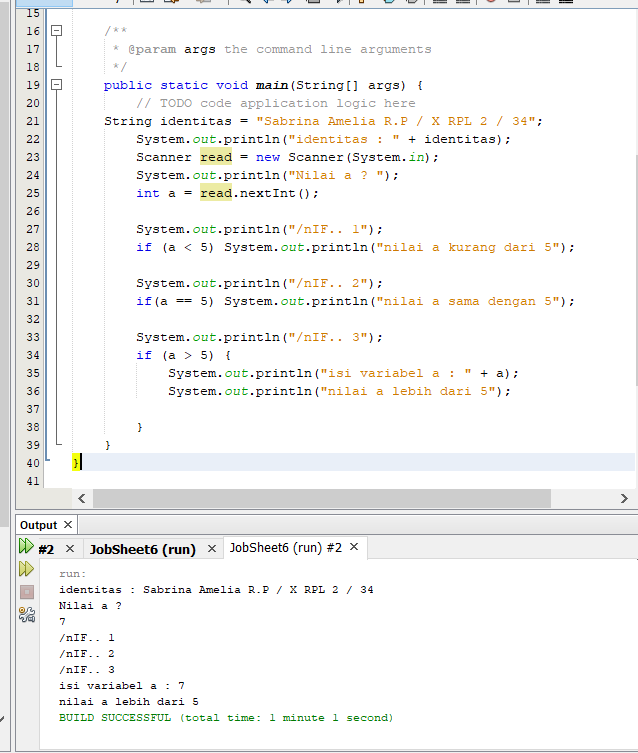 15
16 /**
17 * @param args the command line arguments
18 */
19 public static void main(String[] args) {
20 // TODO code application logic here
21 String identitas = "Sabrina Amelia R.P / X RPL 2 / 34";
22 System.out.println("identitas : " + identitas);
23 Scanner read = new Scanner(System.in);
24 System.out.println("Nilai a ? ");
25 int a = read.nextInt();
26
27 System.out.println("/nIF.. 1");
28 if (a < 5) System.out.println("nilai a kurang dari 5");
29
30 System.out.println("/nIF.. 2");
31 if(a == 5) System.out.println("nilai a sama dengan 5");
32
33 System.out.println("/nIF.. 3");
34 if (a > 5) {
35 System.out.println("isi variabel a : " + a);
36 System.out.println("nilai a lebih dari 5");
37
38 }
39 }
40 }
41
Output ×
#2 × JobSheet6 (run) × JobSheet6 (run) #2 ×
run:
identitas : Sabrina Amelia R.P / X RPL 2 / 34
Nilai a ?
7
/nIF.. 1
/nIF.. 2
/nIF.. 3
isi variabel a : 7
nilai a lebih dari 5
BUILD SUCCESSFUL (total time: 1 minute 1 second)